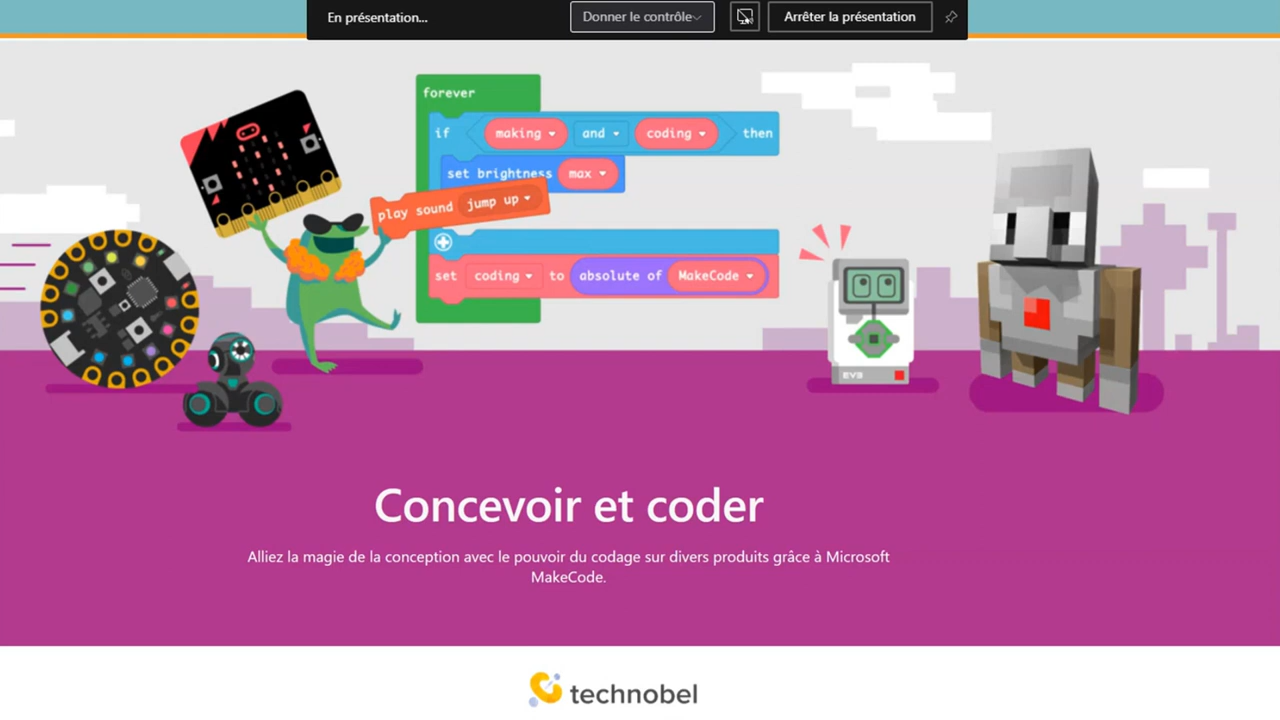 En présentation...
Donner le contrôle
Arrêter la présentation
forever
if making and coding then
set brightness max
play sound jump up
set coding to absolute of MakeCode
EV3
Concevoir et coder
Alliez la magie de la conception avec le pouvoir du codage sur divers produits grâce à Microsoft
MakeCode.
technobel